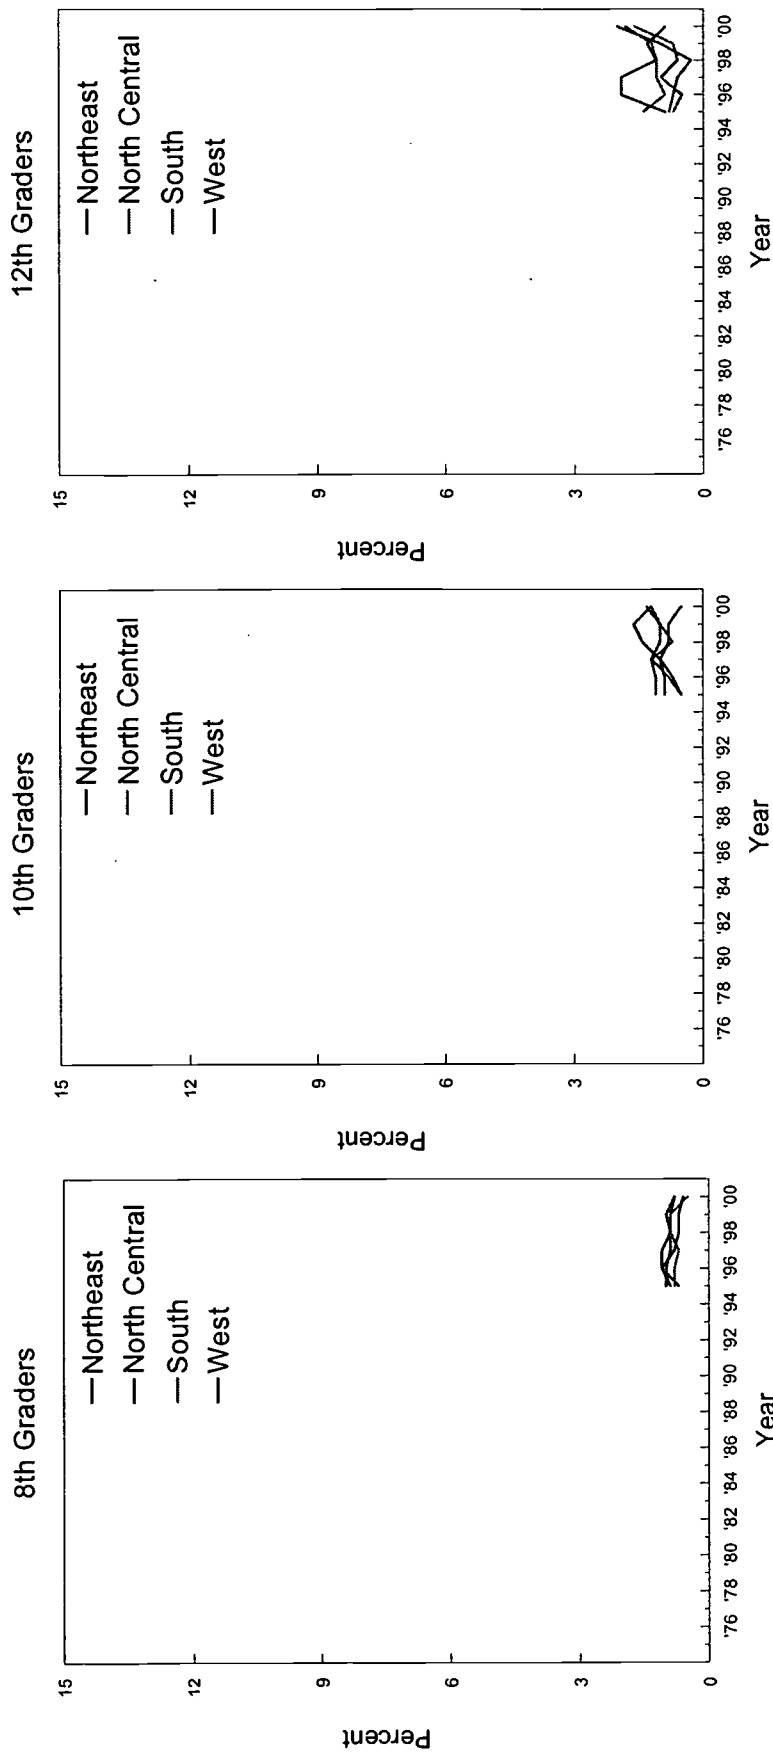 8th Graders
15
12
9
6
3
0
Percent
— Northeast
— North Central
— South
— West
'76 '78 '80 '82 '84 '86 '88 '90 '92 '94 '96 '98 '00
Year
10th Graders
15
12
9
6
3
0
Percent
— Northeast
— North Central
— South
— West
'76 '78 '80 '82 '84 '86 '88 '90 '92 '94 '96 '98 '00
Year
12th Graders
15
12
9
6
3
0
Percent
— Northeast
— North Central
— South
— West
'76 '78 '80 '82 '84 '86 '88 '90 '92 '94 '96 '98 '00
Year